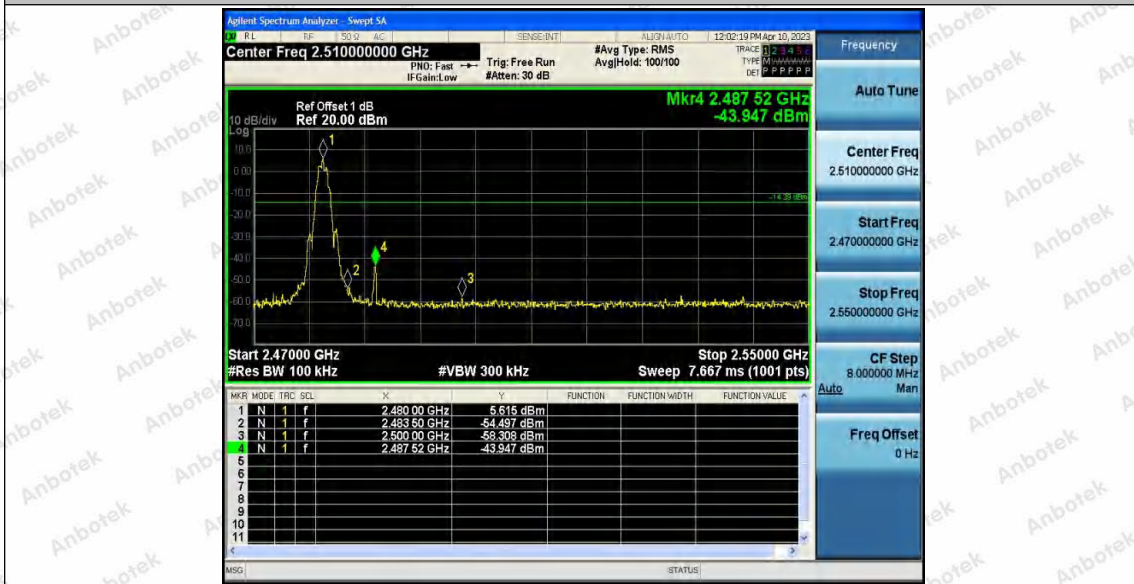 Agilent Spectrum Analyzer - Swept SA
RL RF 50 Ω AC SENSE:INT ALIGN AUTO 12:02:19 PM Apr 10, 2023
Center Freq 2.510000000 GHz
PNO: Fast
IFGain:Low
Trig: Free Run
#Atten: 30 dB
#Avg Type: RMS
Avg|Hold: 100/100
TRACE 1 2 3 4 5 6
TYPE M
DET P P P P P P
Ref Offset 1 dB
10 dB/div Ref 20.00 dBm
Log
Mkr4 2.487 52 GHz
-43.947 dBm
10.0
0.00
-10.0
-20.0
-30.0
-40.0
-50.0
-60.0
-70.0
-14.39 dBm
1
2
4
3
Start 2.47000 GHz
Stop 2.55000 GHz
#Res BW 100 kHz
#VBW 300 kHz
Sweep 7.667 ms (1001 pts)
MKR MODE TRC SCL X Y FUNCTION FUNCTION WIDTH FUNCTION VALUE
1 N 1 f 2.480 00 GHz 5.615 dBm
2 N 1 f 2.483 50 GHz -54.497 dBm
3 N 1 f 2.500 00 GHz -58.308 dBm
4 N 1 f 2.487 52 GHz -43.947 dBm
5
6
7
8
9
10
11
MSG
STATUS
Frequency
Auto Tune
Center Freq
2.510000000 GHz
Start Freq
2.470000000 GHz
Stop Freq
2.550000000 GHz
CF Step
8.000000 MHz
Auto Man
Freq Offset
0 Hz
Anbotek